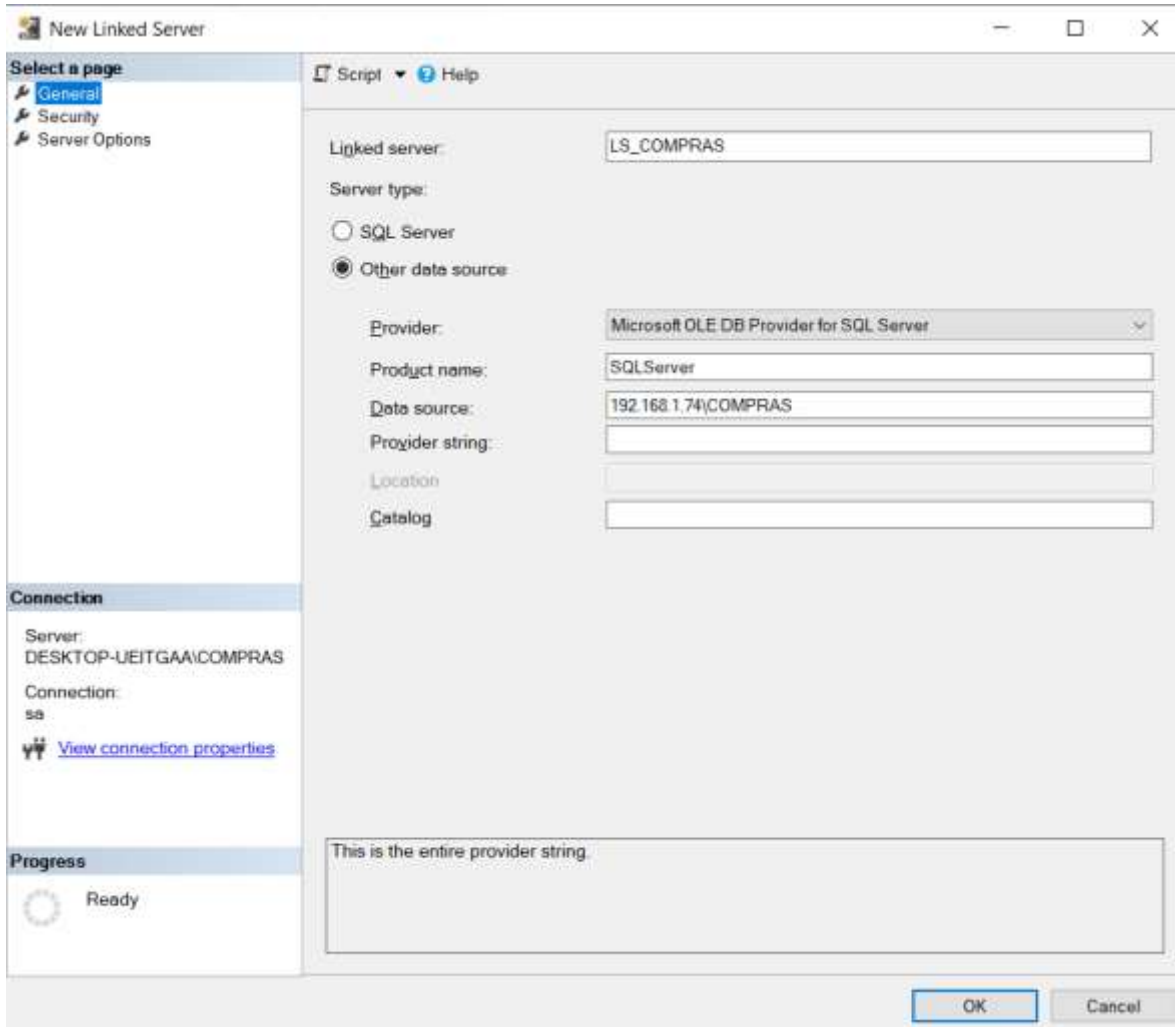 New Linked Server
Select a page
General
Security
Server Options
Script Help
Linked server: LS_COMPRAS
Server type:
SQL Server
Other data source
Provider: Microsoft OLE DB Provider for SQL Server
Product name: SQLServer
Data source: 192.168.1.74\COMPRAS
Provider string:
Location
Catalog
Connection
Server:
DESKTOP-UEITGAA\COMPRAS
Connection:
sa
View connection properties
Progress
Ready
This is the entire provider string.
OK Cancel